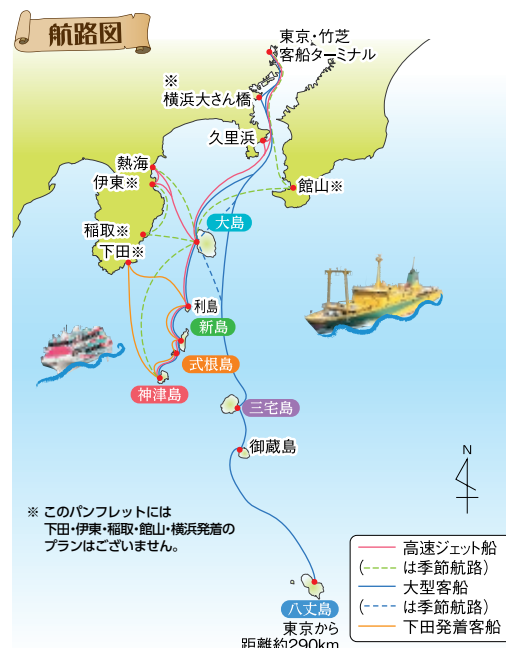 航路図
東京・竹芝
客船ターミナル
※
横浜大さん橋
久里浜
熱海
伊東※
館山※
稲取※
下田※
大島
利島
新島
式根島
神津島
三宅島
御蔵島
N
※ このパンフレットには
下田・伊東・稲取・館山・横浜発着の
プランはございません。
高速ジェット船
(は季節航路)
大型客船
(は季節航路)
下田発着客船
八丈島
東京から
距離約290km